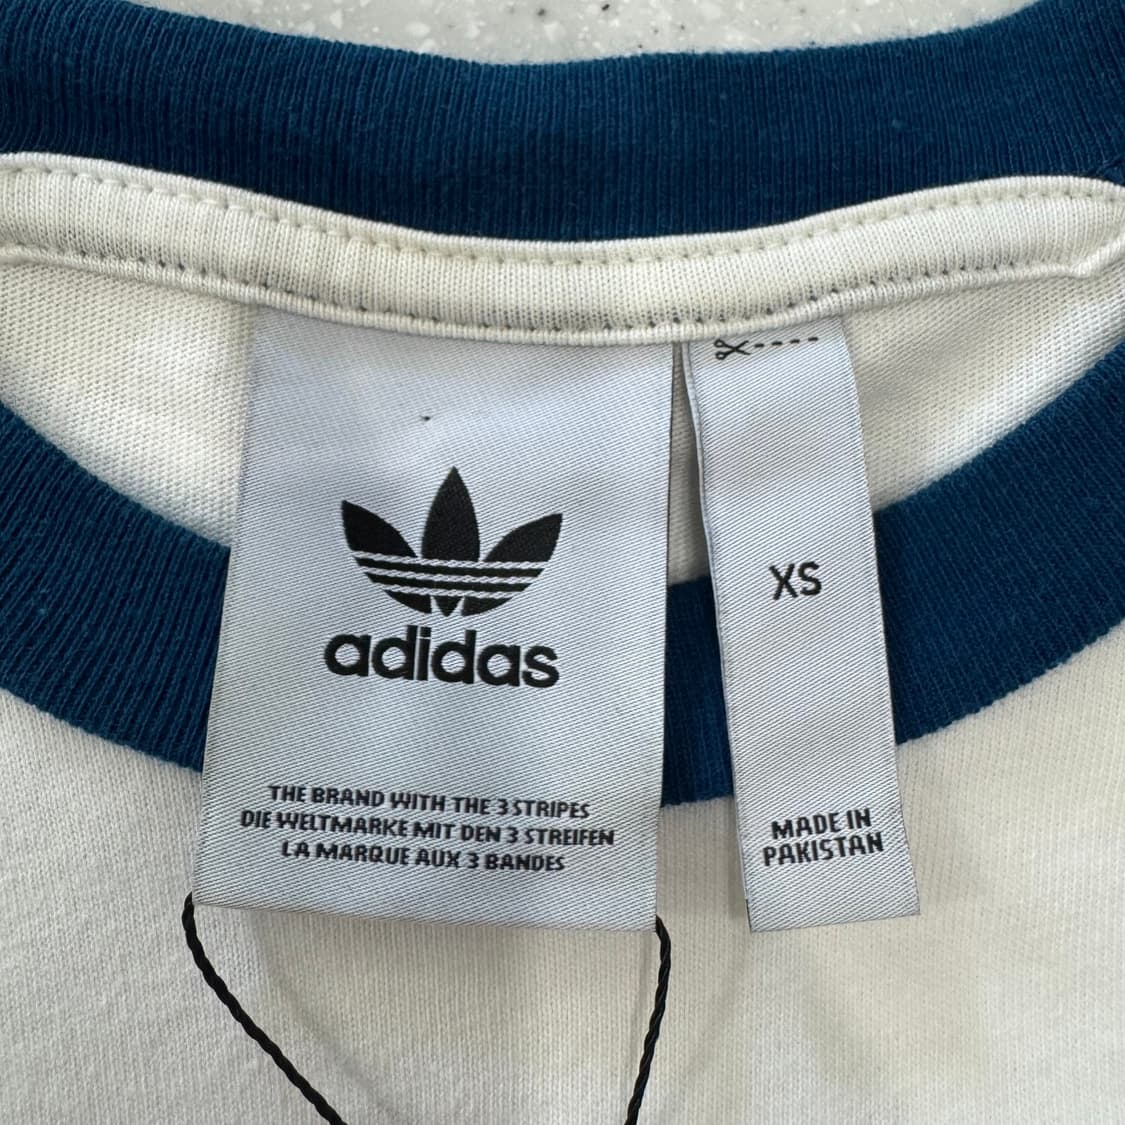 adidas
THE BRAND WITH THE 3 STRIPES
DIE WELTMARKE MIT DEN 3 STREIFEN
LA MARQUE AUX 3 BANDES
XS
MADE IN
PAKISTAN